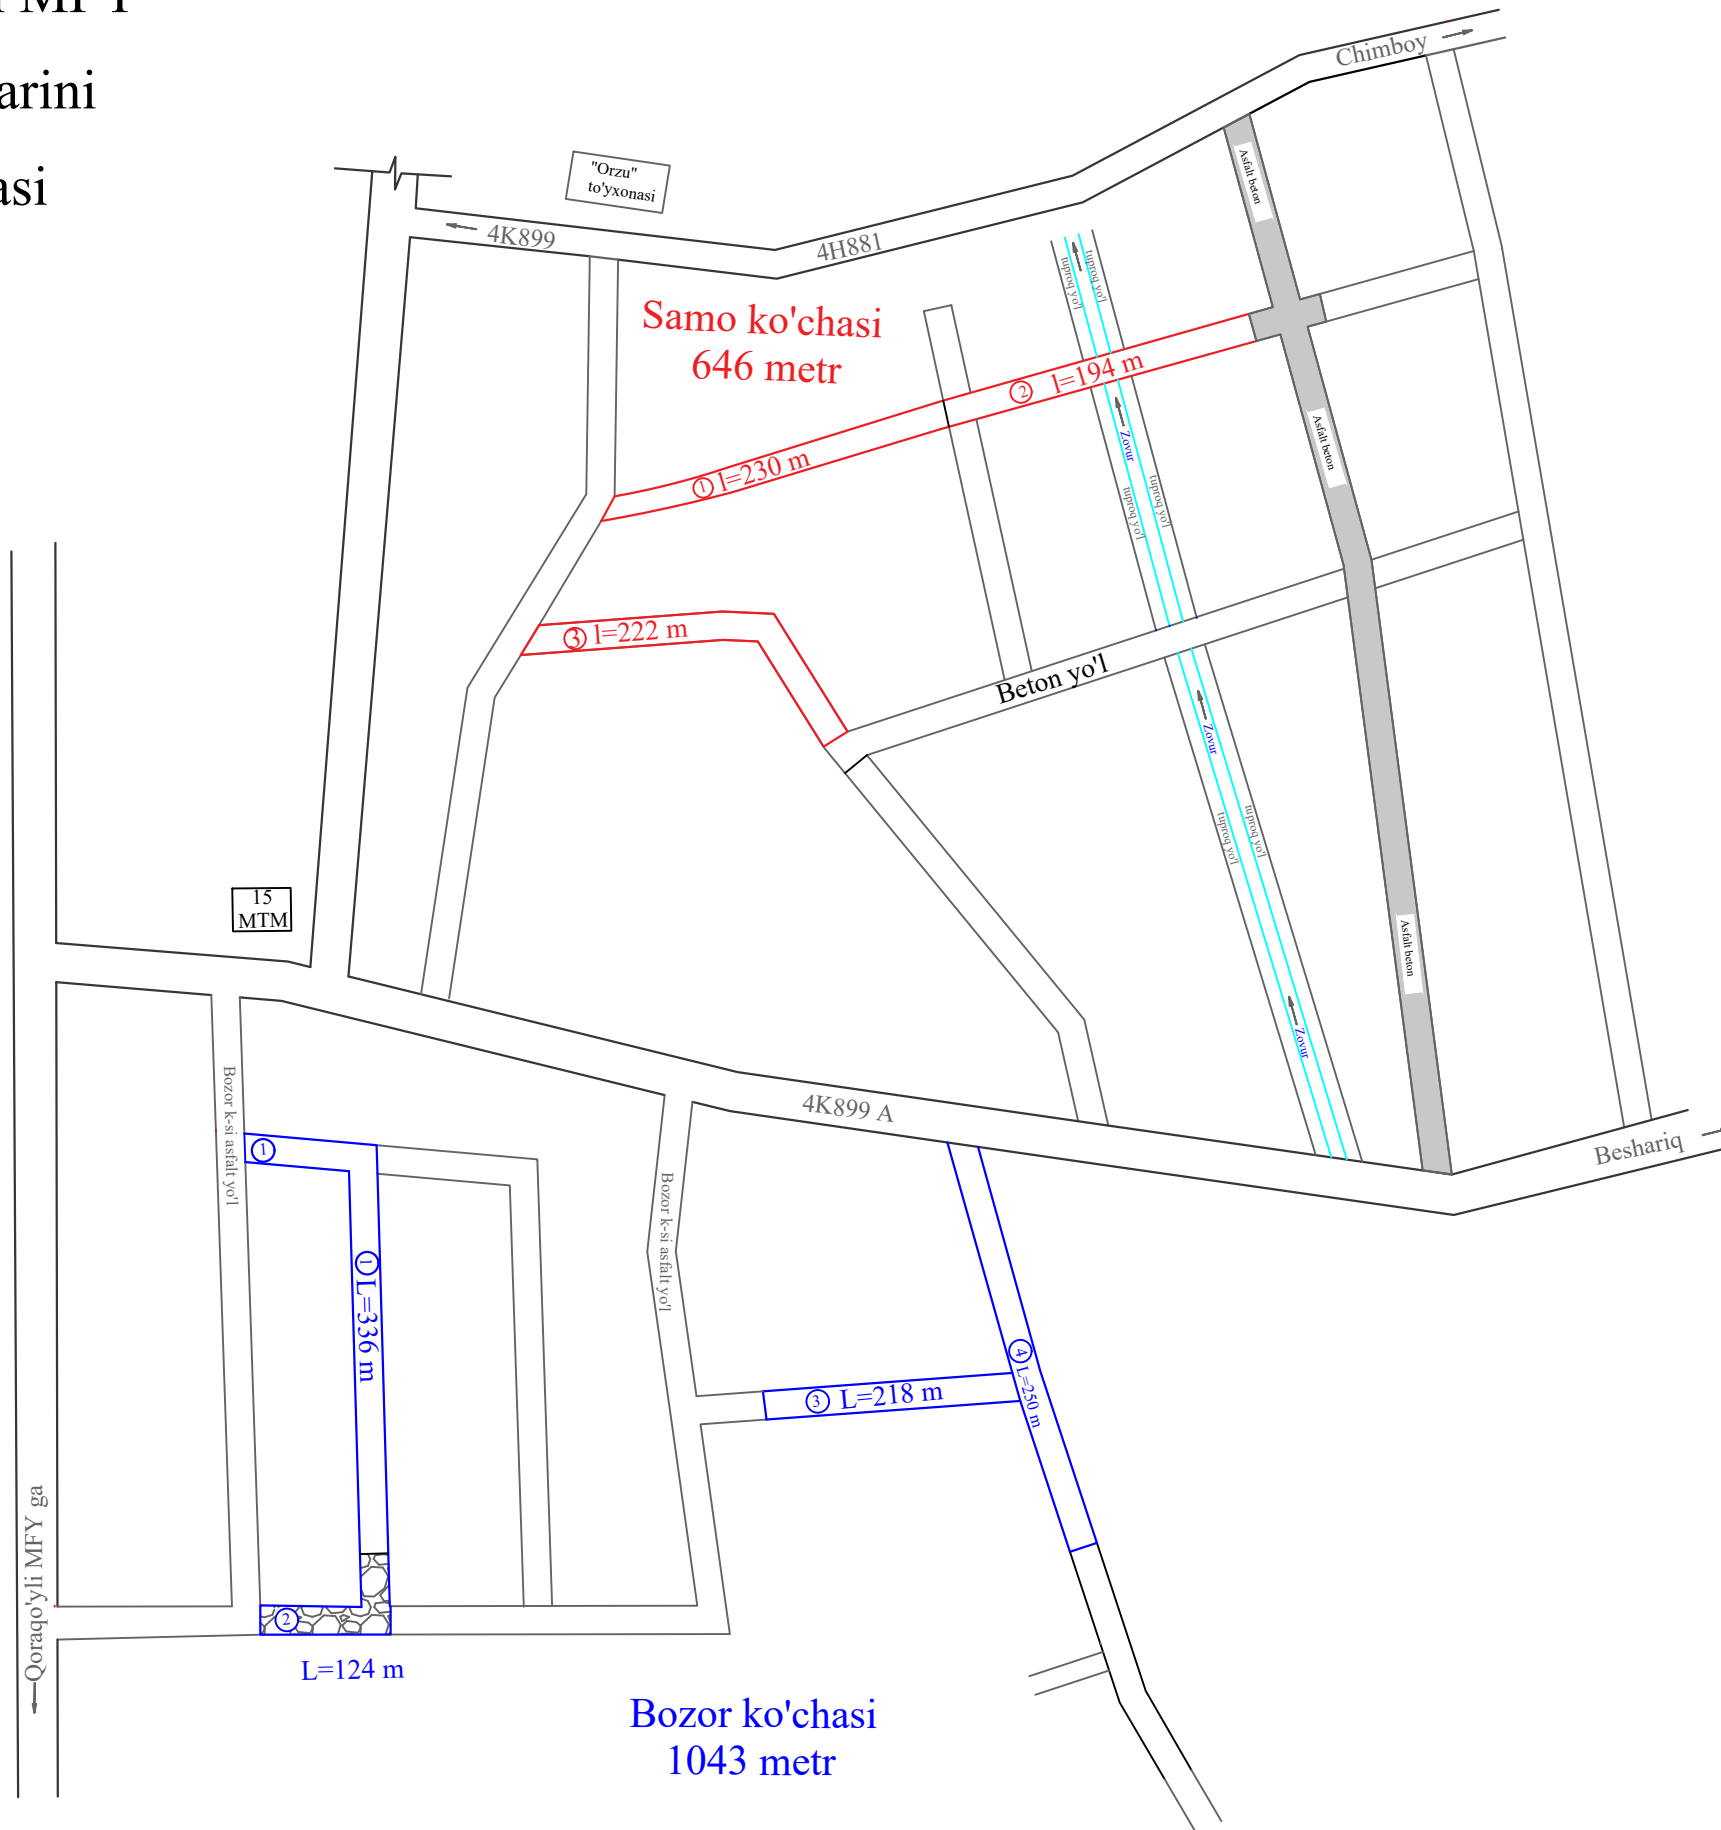 MFY
arini
asi
Chimboy
"Orzu"
to'yxonasi
4K899
4H881
Asfalt beton
tuproq yo'l
tuproq yo'l
Samo ko'chasi
646 metr
2 l=194 m
Zovur
Asfalt beton
1 l=230 m
tuproq yo'l
tuproq yo'l
3 l=222 m
Beton yo'l
Zovur
tuproq yo'l
tuproq yo'l
15
MTM
Asfalt beton
Zovur
4K899 A
Beshariq
Bozor k-si asfalt yo'l
1
Bozor k-si asfalt yo'l
1 L=336 m
4 L=250 m
3 L=218 m
Qoraqo'yli MFY ga
2
L=124 m
Bozor ko'chasi
1043 metr